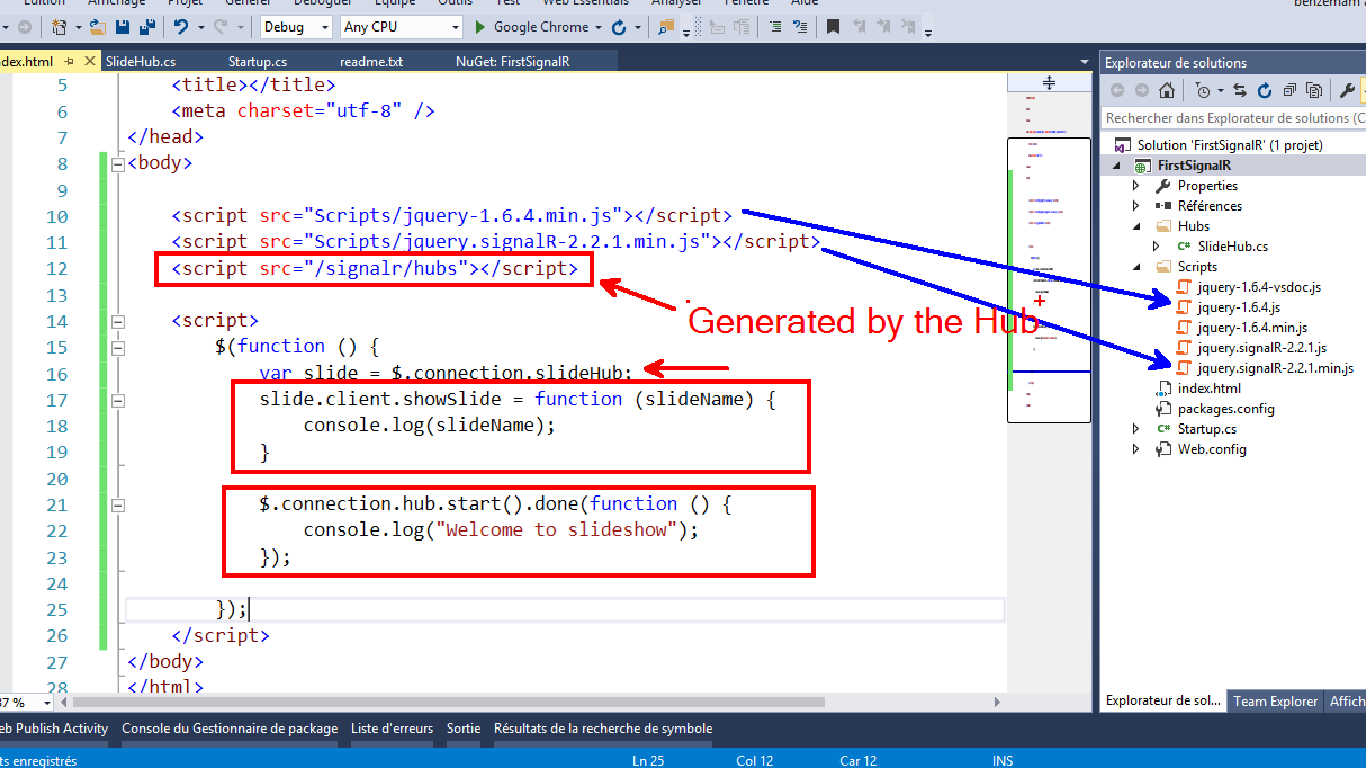 Edition Affichage Projet Générer Déboguer Equipe Outils Test Web Essentials Analyser Fenêtre Aide
Debug Any CPU Google Chrome
ndex.html SlideHub.cs Startup.cs readme.txt NuGet: FirstSignalR
5 <title></title>
6 <meta charset="utf-8" />
7 </head>
8 <body>
9
10 <script src="Scripts/jquery-1.6.4.min.js"></script>
11 <script src="Scripts/jquery.signalR-2.2.1.min.js"></script>
12 <script src="/signalr/hubs"></script>
13
Generated by the Hub
14 <script>
15 $(function () {
16 var slide = $.connection.slideHub;
17 slide.client.showSlide = function (slideName) {
18 console.log(slideName);
19 }
20
21 $.connection.hub.start().done(function () {
22 console.log("Welcome to slideshow");
23 });
24
25 });
26 </script>
27 </body>
28 </html>
37 %
Explorateur de solutions
Rechercher dans Explorateur de solutions (C
Solution 'FirstSignalR' (1 projet)
FirstSignalR
Properties
Références
Hubs
C# SlideHub.cs
Scripts
jquery-1.6.4-vsdoc.js
jquery-1.6.4.js
jquery-1.6.4.min.js
jquery.signalR-2.2.1.js
jquery.signalR-2.2.1.min.js
index.html
packages.config
C# Startup.cs
Web.config
Explorateur de sol... Team Explorer Affich
eb Publish Activity Console du Gestionnaire de package Liste d'erreurs Sortie Résultats de la recherche de symbole
ts enregistrés Ln 25 Col 12 Car 12 INS